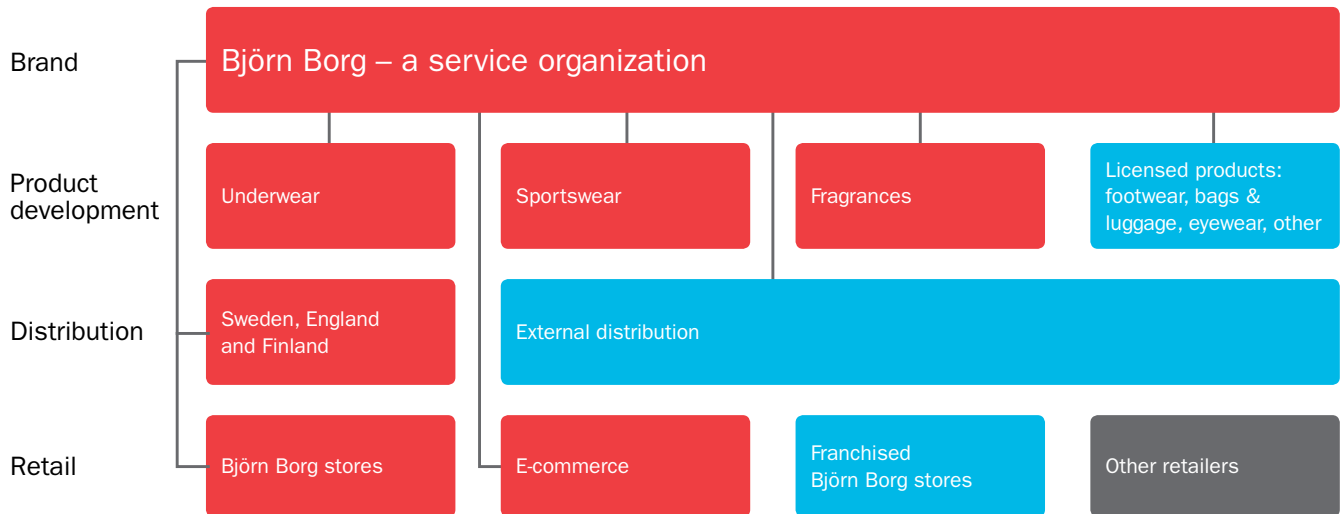 Brand
Björn Borg – a service organization
Product
development
Underwear
Sportswear
Fragrances
Licensed products:
footwear, bags &
luggage, eyewear, other
Distribution
Sweden, England
and Finland
External distribution
Retail
Björn Borg stores
E-commerce
Franchised
Björn Borg stores
Other retailers